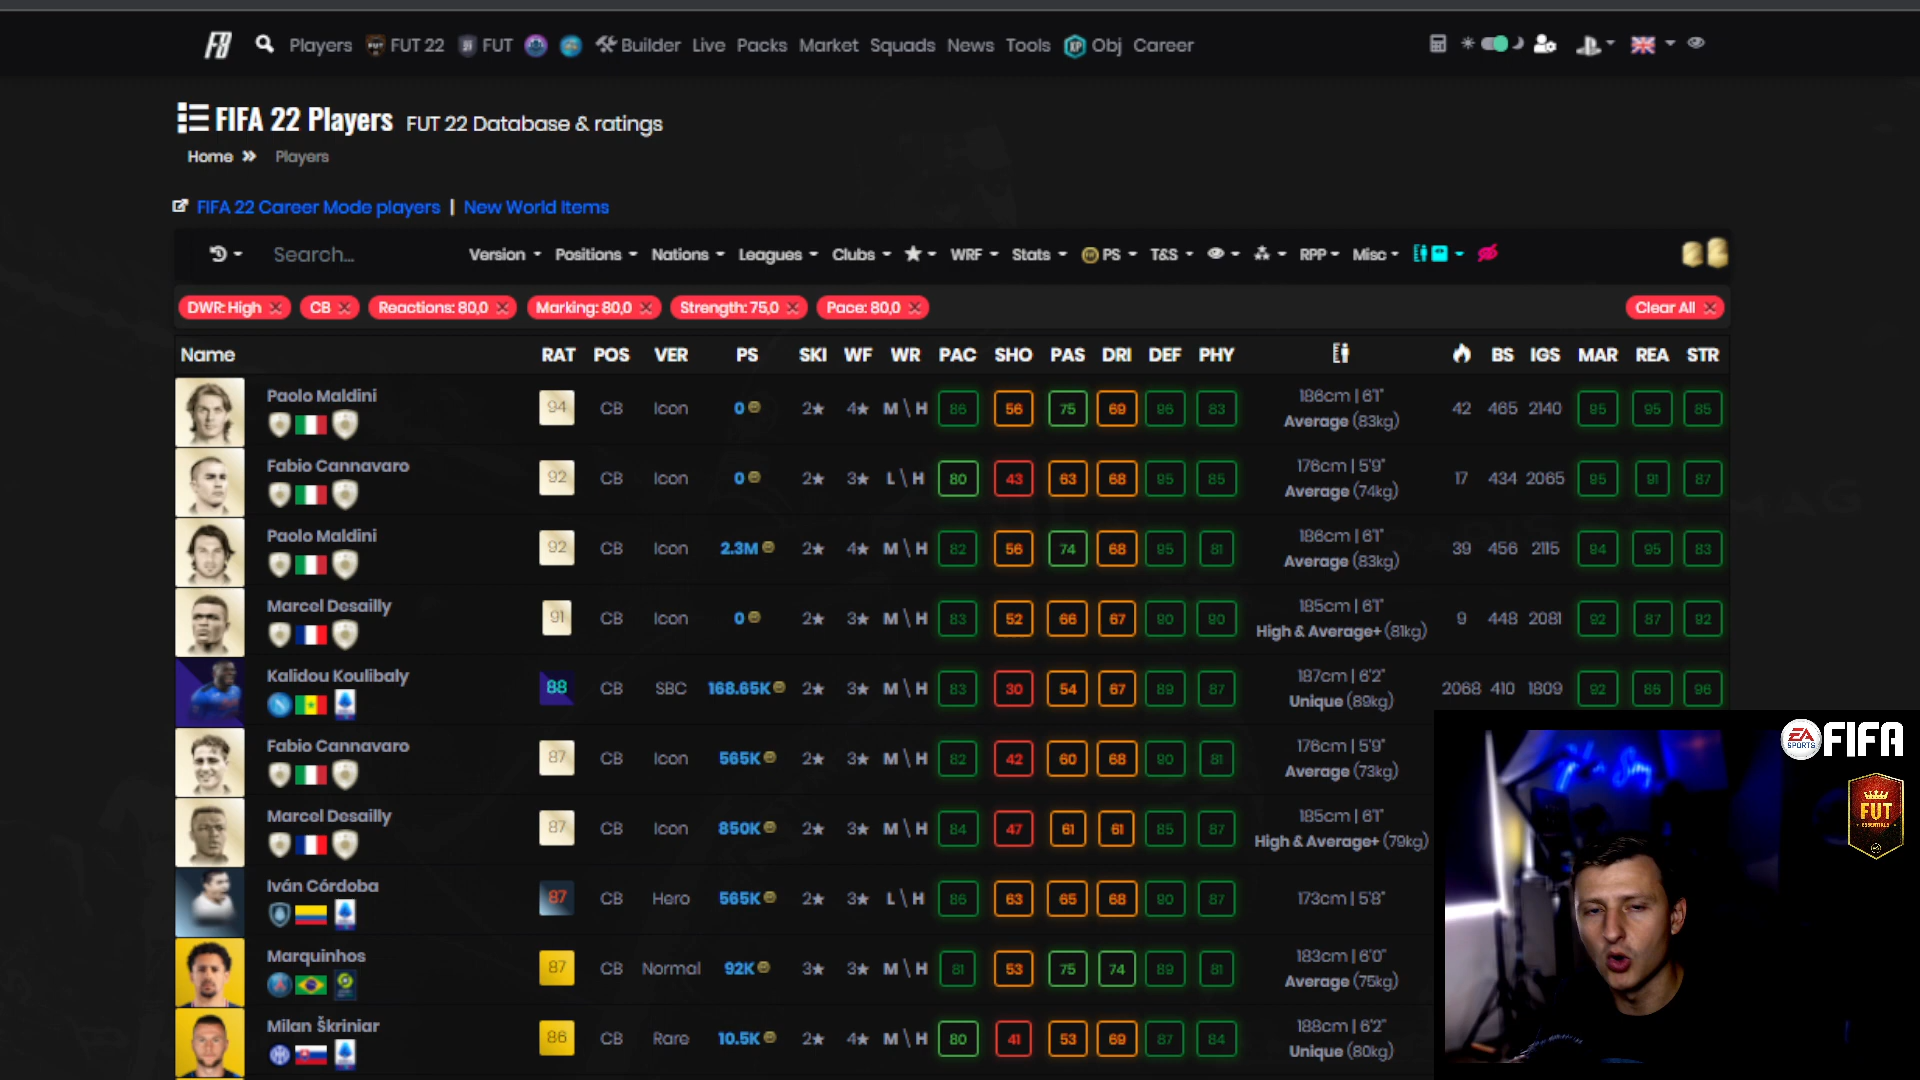 F8 Players FUT 22 FUT Builder Live Packs Market Squads News Tools XP Obj Career
FIFA 22 Players FUT 22 Database & ratings
Home » Players
FIFA 22 Career Mode players | New World Items
Search... Version Positions Nations Leagues Clubs WRF Stats PS T&S RPP Misc
DWR: High CB Reactions: 80,0 Marking: 80,0 Strength: 75,0 Pace: 80,0 Clear All
Name RAT POS VER PS SKI WF WR PAC SHO PAS DRI DEF PHY BS IGS MAR REA STR
Paolo Maldini 94 CB Icon 0 2★ 4★ M \ H 86 56 75 69 96 83 186cm | 6'1" Average (83kg) 42 465 2140 95 95 85
Fabio Cannavaro 92 CB Icon 0 2★ 3★ L \ H 80 43 63 68 95 85 176cm | 5'9" Average (74kg) 17 434 2065 95 91 87
Paolo Maldini 92 CB Icon 2.3M 2★ 4★ M \ H 82 56 74 68 95 81 186cm | 6'1" Average (83kg) 39 456 2115 94 95 83
Marcel Desailly 91 CB Icon 0 2★ 3★ M \ H 83 52 66 67 90 90 185cm | 6'1" High & Average+ (81kg) 9 448 2081 92 87 92
Kalidou Koulibaly 88 CB SBC 168.65K 2★ 3★ M \ H 83 30 54 67 89 87 187cm | 6'2" Unique (89kg) 2068 410 1809 92 86 96
Fabio Cannavaro 87 CB Icon 565K 2★ 3★ M \ H 82 42 60 68 90 81 176cm | 5'9" Average (73kg)
Marcel Desailly 87 CB Icon 850K 2★ 3★ M \ H 84 47 61 61 85 87 185cm | 6'1" High & Average+ (79kg)
Iván Córdoba 87 CB Hero 565K 2★ 3★ L \ H 86 63 65 68 90 87 173cm | 5'8"
Marquinhos 87 CB Normal 92K 3★ 3★ M \ H 81 53 75 74 89 81 183cm | 6'0" Average (75kg)
Milan Škriniar 86 CB Rare 10.5K 2★ 4★ M \ H 80 41 53 69 87 84 188cm | 6'2" Unique (80kg)
EA SPORTS FIFA
FUT
ESSENTIALS